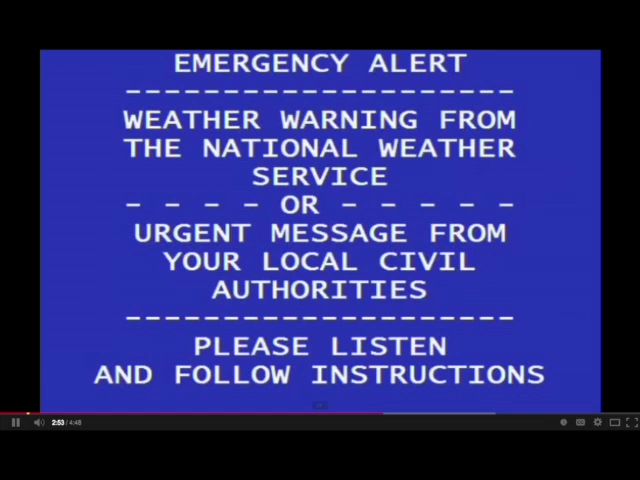 EMERGENCY ALERT
--------------------
WEATHER WARNING FROM
THE NATIONAL WEATHER
SERVICE
- - - - OR - - - - -
URGENT MESSAGE FROM
YOUR LOCAL CIVIL
AUTHORITIES
--------------------
PLEASE LISTEN
AND FOLLOW INSTRUCTIONS
2:53 / 4:48